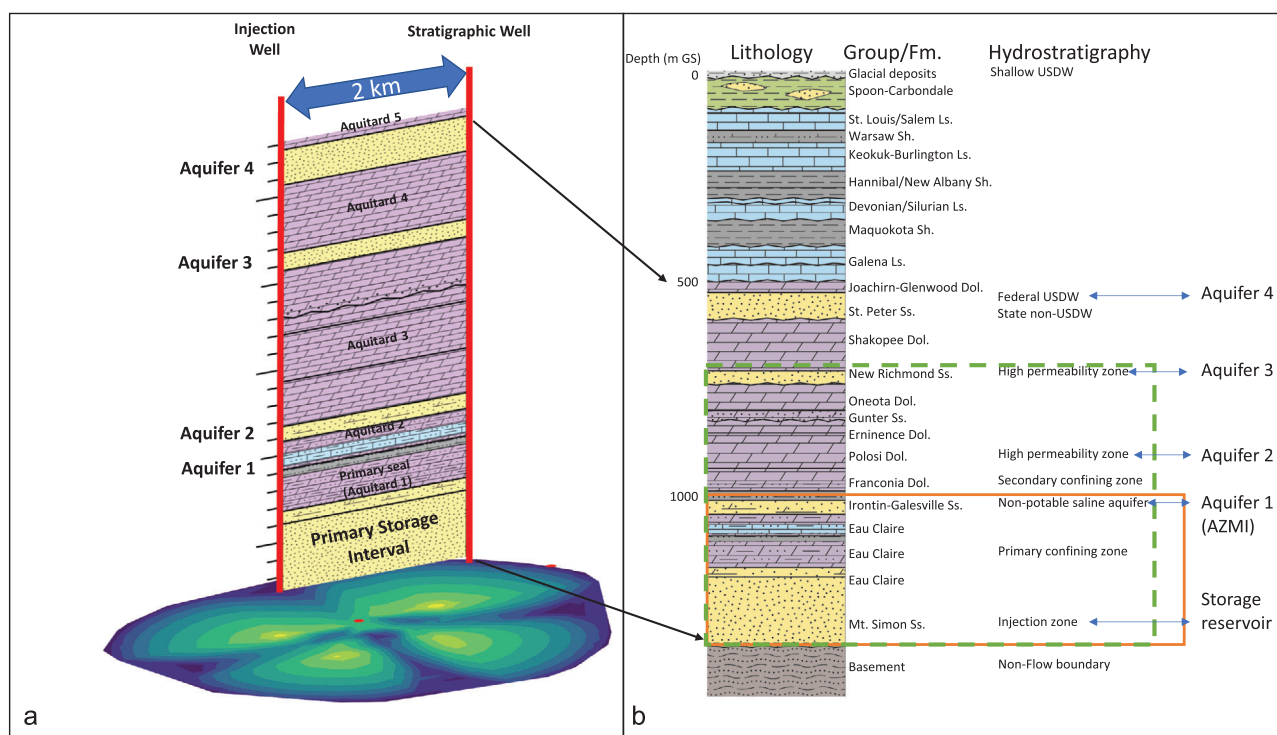 Injection
Well
Stratigraphic Well
2 km
Aquitard 5
Aquifer 4
Aquitard 4
Aquifer 3
Aquitard 3
Aquifer 2
Aquitard 2
Aquifer 1
Primary seal
(Aquitard 1)
Primary Storage
Interval
a
Depth (m GS)
Lithology
Group/Fm.
Hydrostratigraphy
0
Glacial deposits
Shallow USDW
Spoon-Carbondale
St. Louis/Salem Ls.
Warsaw Sh.
Keokuk-Burlington Ls.
Hannibal/New Albany Sh.
Devonian/Silurian Ls.
Maquokota Sh.
Galena Ls.
500
Joachirn-Glenwood Dol.
Federal USDW
Aquifer 4
St. Peter Ss.
State non-USDW
Shakopee Dol.
New Richmond Ss.
High permeability zone
Aquifer 3
Oneota Dol.
Gunter Ss.
Erninence Dol.
Polosi Dol.
High permeability zone
Aquifer 2
Franconia Dol.
Secondary confining zone
1000
Irontin-Galesville Ss.
Non-potable saline aquifer
Aquifer 1
(AZMI)
Eau Claire
Eau Claire
Primary confining zone
Eau Claire
Storage
reservoir
Mt. Simon Ss.
Injection zone
Basement
Non-Flow boundary
b